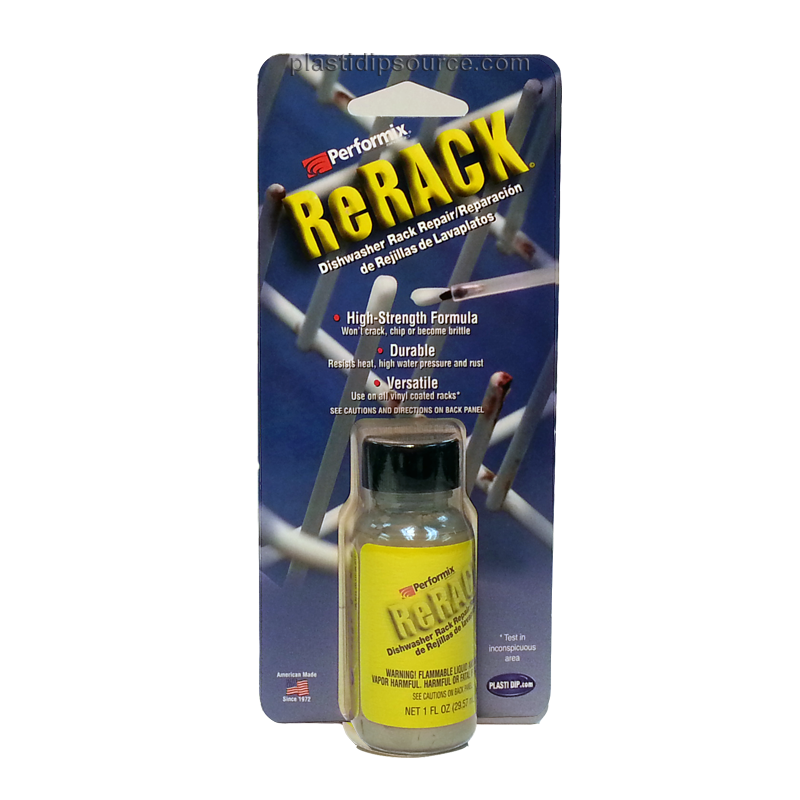 plastidipsource.com
Performix.
ReRACK
Dishwasher Rack Repair/Reparación
de Rejillas de Lavaplatos
• High-Strength Formula
Won't crack, chip or become brittle
• Durable
Resists heat, high water pressure and rust
• Versatile
Use on all vinyl coated racks*
SEE CAUTIONS AND DIRECTIONS ON BACK PANEL
Performix
ReRACK
Dishwasher Rack Repair
de Rejillas de lava
WARNING! FLAMMABLE LIQUID
VAPOR HARMFUL. HARMFUL OR FATAL
SEE CAUTIONS ON BACK PANEL
NET 1 FL OZ (29.57
* Test in
inconspicuous
area
American Made
Since 1972
PLASTI DIP.com